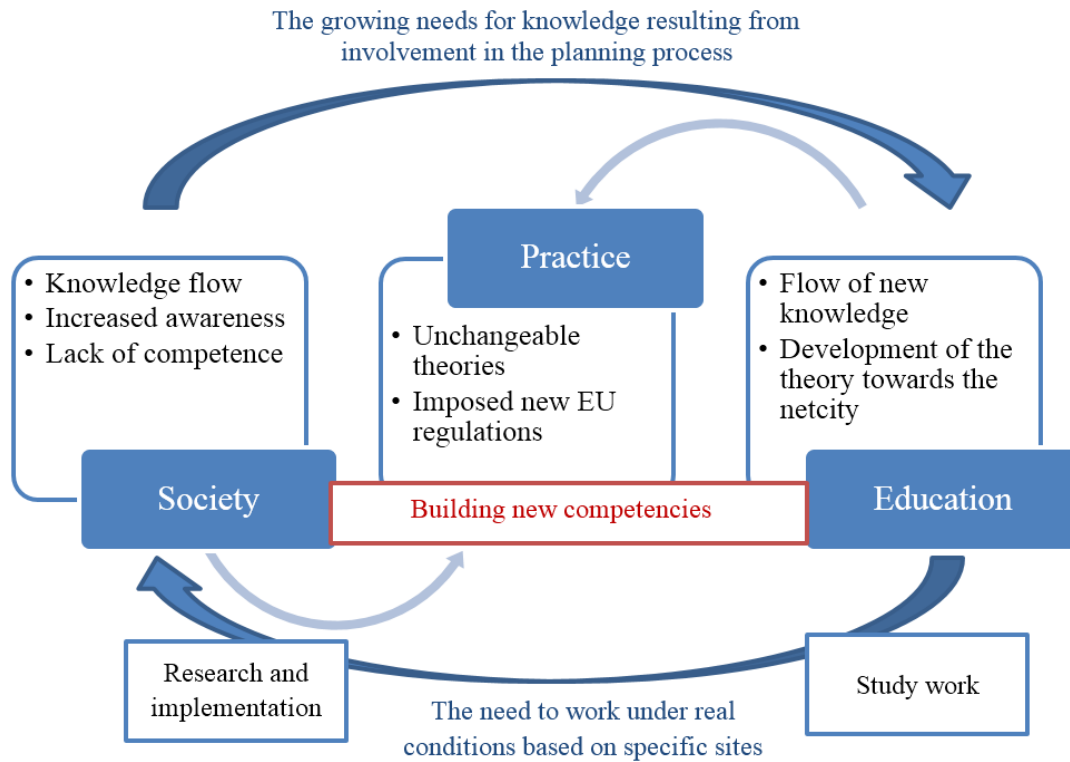 The growing needs for knowledge resulting from
involvement in the planning process
Practice
• Knowledge flow
• Increased awareness
• Lack of competence
Society
• Unchangeable
theories
• Imposed new EU
regulations
• Flow of new
knowledge
• Development of the
theory towards the
netcity
Education
Building new competencies
Research and
implementation
Study work
The need to work under real
conditions based on specific sites